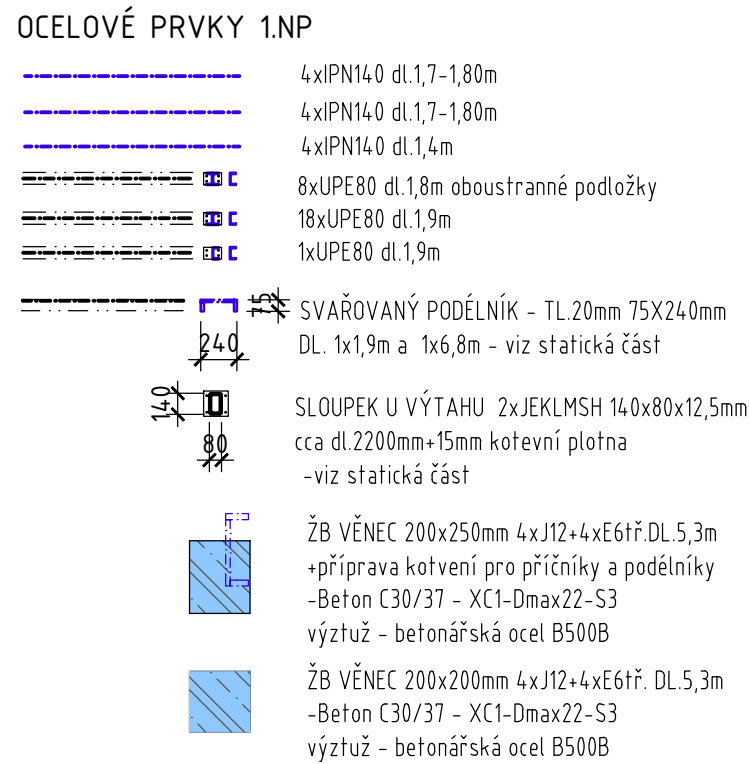 OCELOVÉ PRVKY 1.NP
4xIPN140 dl.1,7-1,80m
4xIPN140 dl.1,7-1,80m
4xIPN140 dl.1,4m
8xUPE80 dl.1,8m oboustranné podložky
18xUPE80 dl.1,9m
1xUPE80 dl.1,9m
75
SVAŘOVANÝ PODÉLNÍK - TL.20mm 75X240mm
240
DL. 1x1,9m a 1x6,8m - viz statická část
140
SLOUPEK U VÝTAHU 2xJEKLMSH 140x80x12,5mm
80
cca dl.2200mm+15mm kotevní plotna
-viz statická část
ŽB VĚNEC 200x250mm 4xJ12+4xE6tř.DL.5,3m
+příprava kotvení pro příčníky a podélníky
-Beton C30/37 - XC1-Dmax22-S3
výztuž - betonářská ocel B500B
ŽB VĚNEC 200x200mm 4xJ12+4xE6tř. DL.5,3m
-Beton C30/37 - XC1-Dmax22-S3
výztuž - betonářská ocel B500B